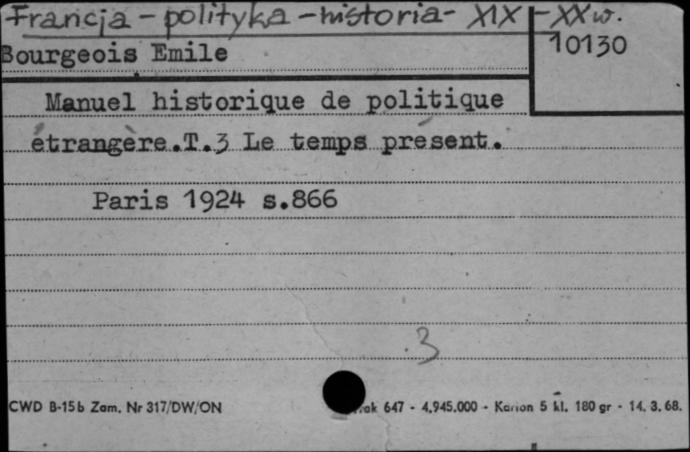 Francja - polityka - historia - XIX - XX w.
10130
Bourgeois Emile
Manuel historique de politique
étrangère.T.3 Le temps présent.
Paris 1924 s.866
3
CWD B-15b Zam. Nr 317/DW/ON
647 - 4.945.000 - Karton 5 kl. 180 gr - 14. 3. 68.